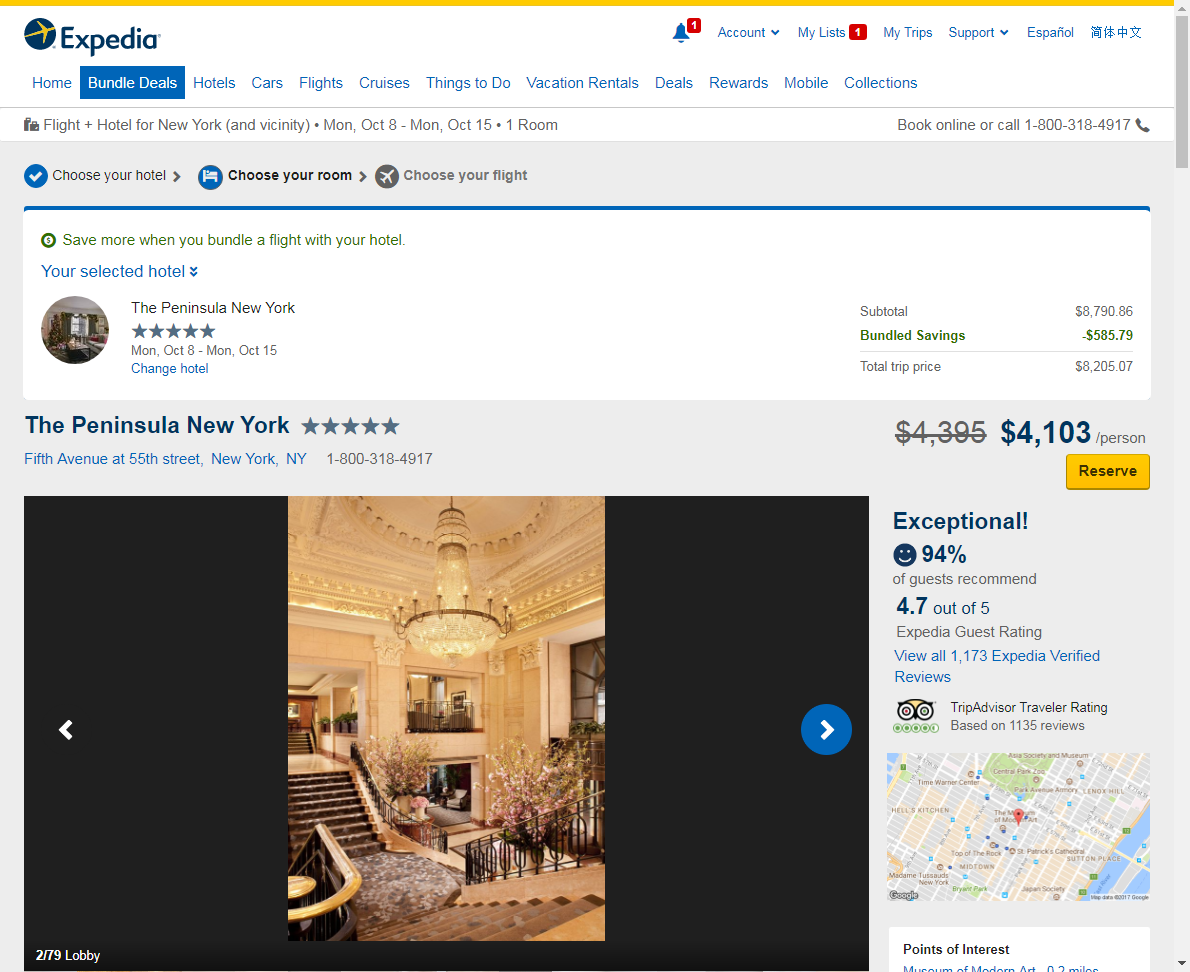 Expedia
1
Account
My Lists 1
My Trips
Support
Español
简体中文
Home
Bundle Deals
Hotels
Cars
Flights
Cruises
Things to Do
Vacation Rentals
Deals
Rewards
Mobile
Collections
Flight + Hotel for New York (and vicinity) • Mon, Oct 8 - Mon, Oct 15 • 1 Room
Book online or call 1-800-318-4917
Choose your hotel
Choose your room
Choose your flight
Save more when you bundle a flight with your hotel.
Your selected hotel
The Peninsula New York
Mon, Oct 8 - Mon, Oct 15
Change hotel
Subtotal $8,790.86
Bundled Savings -$585.79
Total trip price $8,205.07
The Peninsula New York
$4,395 $4,103 /person
Fifth Avenue at 55th street, New York, NY 1-800-318-4917
Reserve
2/79 Lobby
Exceptional!
94%
of guests recommend
4.7 out of 5
Expedia Guest Rating
View all 1,173 Expedia Verified
Reviews
TripAdvisor Traveler Rating
Based on 1135 reviews
Asia Society and Museum
Central Park Zoo
Time Warner Center
Park Avenue Armory
LENOX HILL
HELL'S KITCHEN
The Museum
of Modern Art
Top of The Rock
St. Patrick's Cathedral
SUTTON PLACE
MIDTOWN
Madame Tussauds
New York
Bryant Park
Japan Society
Google
Map data ©2017 Google
Points of Interest
Museum of Modern Art - 0.2 miles